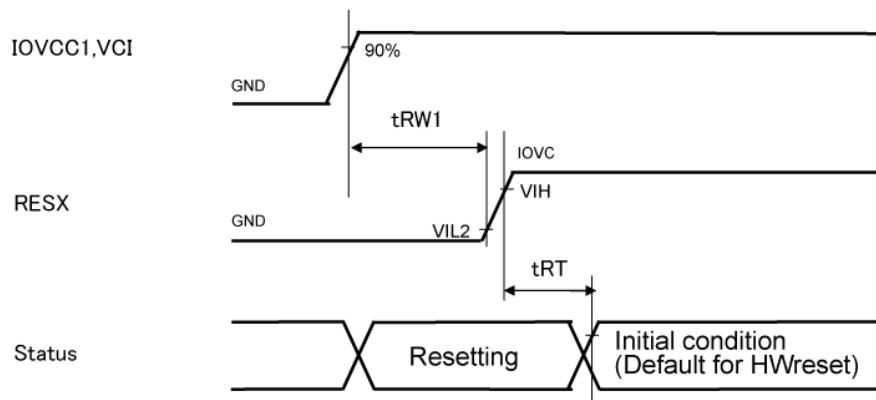 IOVCC1,VCI
90%
GND
tRW1
IOVC
RESX
VIH
GND
VIL2
tRT
Status
Resetting
Initial condition
(Default for HWreset)